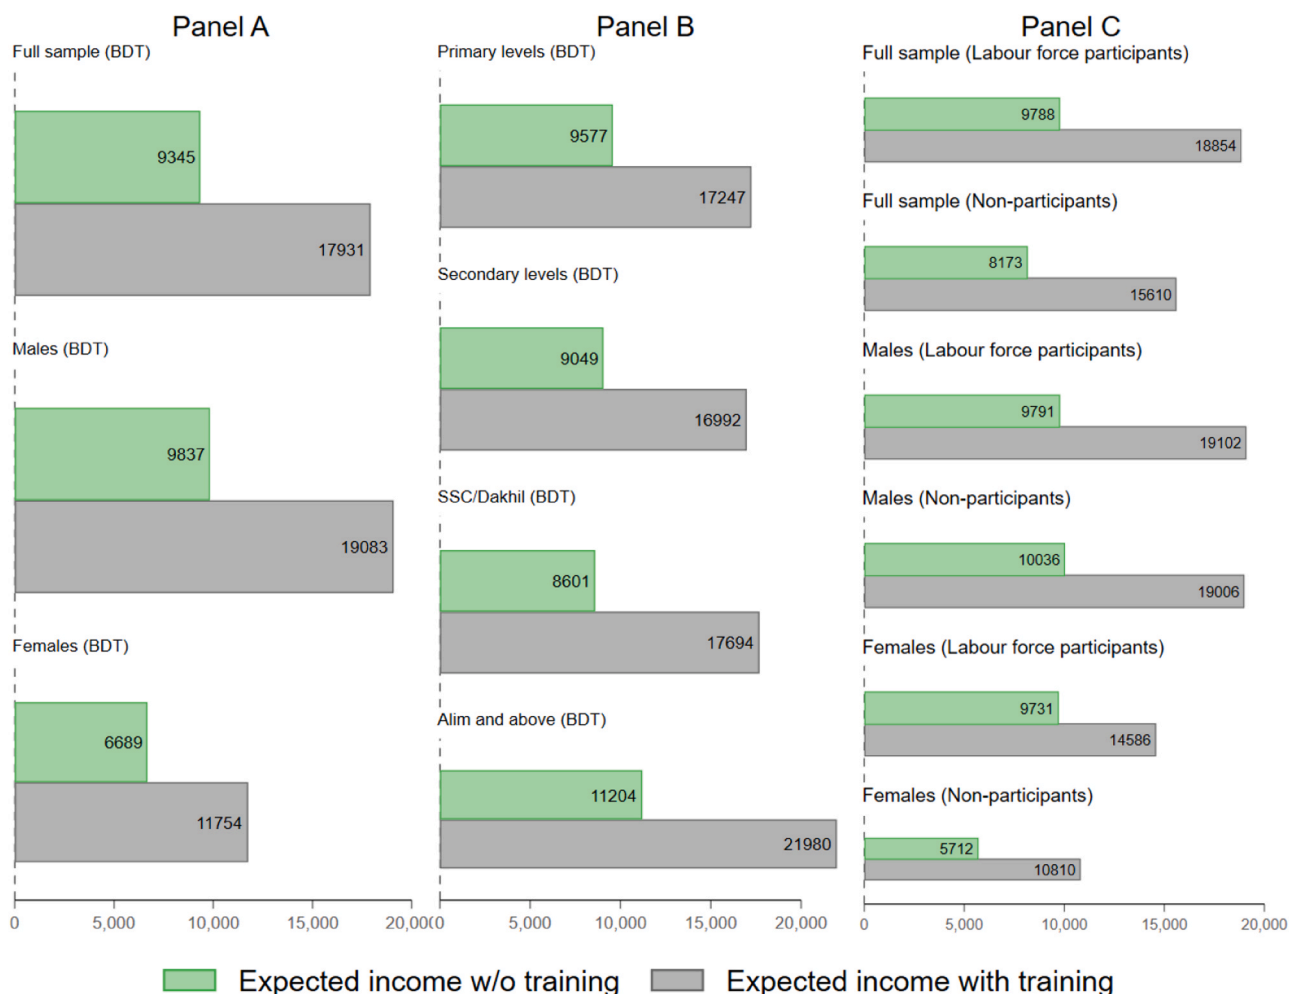 Panel A
Full sample (BDT)
9345
17931
Males (BDT)
9837
19083
Females (BDT)
6689
11754
0 5,000 10,000 15,000 20,000
Panel B
Primary levels (BDT)
9577
17247
Secondary levels (BDT)
9049
16992
SSC/Dakhil (BDT)
8601
17694
Alim and above (BDT)
11204
21980
0 5,000 10,000 15,000 20,000
Panel C
Full sample (Labour force participants)
9788
18854
Full sample (Non-participants)
8173
15610
Males (Labour force participants)
9791
19102
Males (Non-participants)
10036
19006
Females (Labour force participants)
9731
14586
Females (Non-participants)
5712
10810
0 5,000 10,000 15,000 20,000
Expected income w/o training Expected income with training